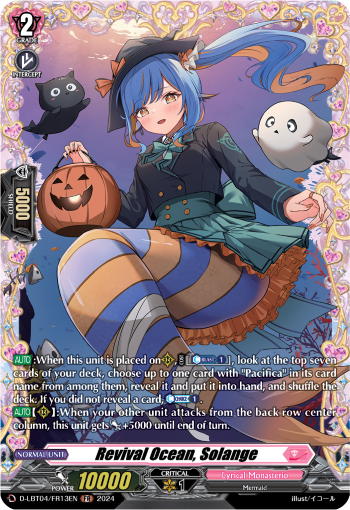 2
GRADE
INTERCEPT
5000
SHIELD
AUTO:When this unit is placed on , COST [ BLAST 1 ], look at the top seven
cards of your deck, choose up to one card with "Pacifica" in its card
name from among them, reveal it and put it into hand, and shuffle the
deck. If you did not reveal a card, 1 .
AUTO [ ]:When your other unit attacks from the back row center
column, this unit gets +5000 until end of turn.
NORMAL UNIT
Revival Ocean, Solange
POWER
10000
CRITICAL
1
Lyrical Monasterio
Mermaid
D-LBT04/FR13EN FR 2024
illust/イコール